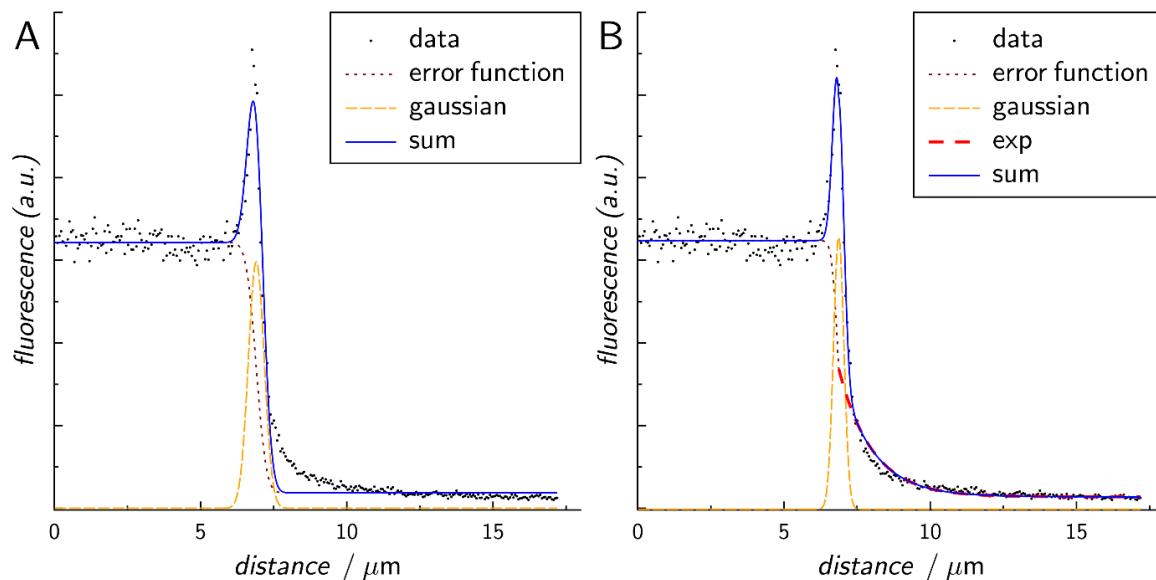 A
data
error function
gaussian
sum
fluorescence (a.u.)
0 5 10 15
distance / μm
B
data
error function
gaussian
exp
sum
fluorescence (a.u.)
0 5 10 15
distance / μm